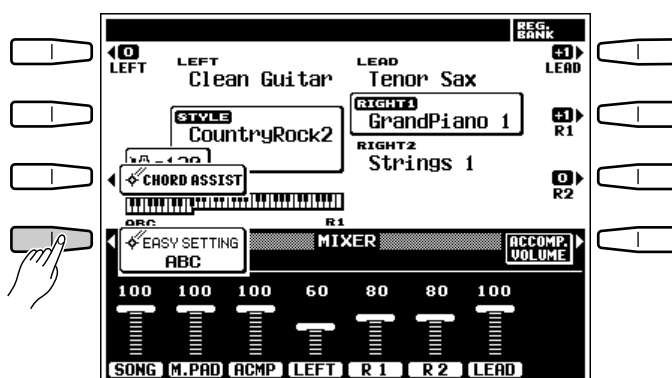 REG.
BANK
0
LEFT
LEFT
Clean Guitar
LEAD
Tenor Sax
+1
LEAD
STYLE
CountryRock2
RIGHT1
GrandPiano 1
+1
R1
RIGHT2
Strings 1
CHORD ASSIST
0
R2
ABC
R1
EASY SETTING
ABC
MIXER
ACCOMP.
VOLUME
100 100 100 60 80 80 100
SONG M.PAD ACMP LEFT R 1 R 2 LEAD